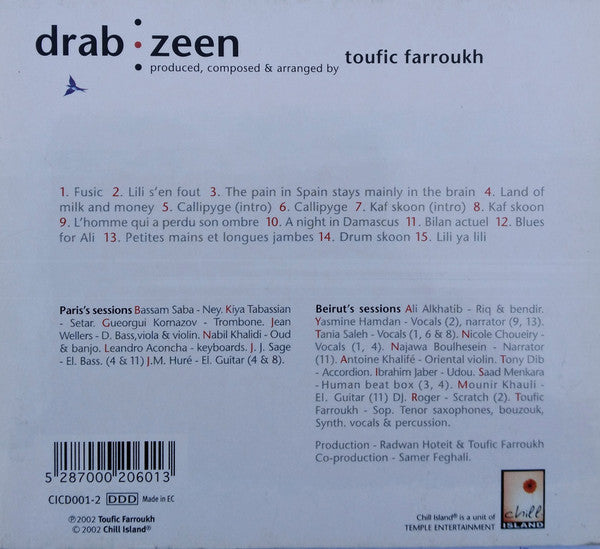 drab : zeen
produced, composed & arranged by toufic farroukh
1. Fusic 2. Lili s'en fout 3. The pain in Spain stays mainly in the brain 4. Land of
milk and money 5. Callipyge (intro) 6. Callipyge 7. Kaf skoon (intro) 8. Kaf skoon
9. L'homme qui a perdu son ombre 10. A night in Damascus 11. Bilan actuel 12. Blues
for Ali 13. Petites mains et longues jambes 14. Drum skoon 15. Lili ya lili
Paris's sessions Bassam Saba - Ney. Kiya Tabassian
- Setar. Gueorgui Kornazov - Trombone. Jean
Wellers - D. Bass,viola & violin. Nabil Khalidi - Oud
& banjo. Leandro Aconcha - keyboards. J. J. Sage
- El. Bass. (4 & 11) J.M. Huré - El. Guitar (4 & 8).
Beirut's sessions Ali Alkhatib - Riq & bendir.
Yasmine Hamdan - Vocals (2), narrator (9, 13).
Tania Saleh - Vocals (1, 6 & 8). Nicole Choueiry -
Vocals (1, 4). Najawa Boulhesein - Narrator
(11). Antoine Khalifé - Oriental violin. Tony Dib
- Accordion. Ibrahim Jaber - Udou. Saad Menkara
- Human beat box (3, 4). Mounir Khauli -
El. Guitar (11) DJ. Roger - Scratch (2). Toufic
Farroukh - Sop. Tenor saxophones, bouzouk,
Synth. vocals & percussion.
Production - Radwan Hoteit & Toufic Farroukh
Co-production - Samer Feghali.
5 287000 206013
CICD001-2 DDD Made in EC
℗2002 Toufic Farroukh
© 2002 Chill Island®
Chill Island® is a unit of
TEMPLE ENTERTAINMENT
chill
ISLAND